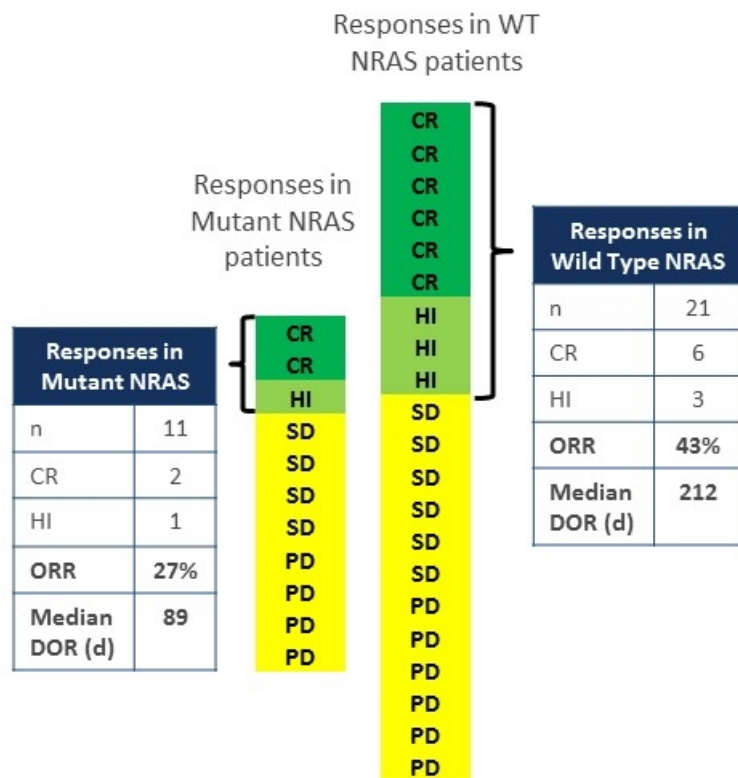 Responses in WT
NRAS patients
Responses in
Mutant NRAS
patients
Responses in
Mutant NRAS
n 11
CR 2
HI 1
ORR 27%
Median
DOR (d) 89
CR
CR
HI
SD
SD
SD
SD
PD
PD
PD
PD
CR
CR
CR
CR
CR
CR
HI
HI
HI
SD
SD
SD
SD
SD
SD
PD
PD
PD
PD
PD
PD
Responses in
Wild Type NRAS
n 21
CR 6
HI 3
ORR 43%
Median
DOR (d) 212